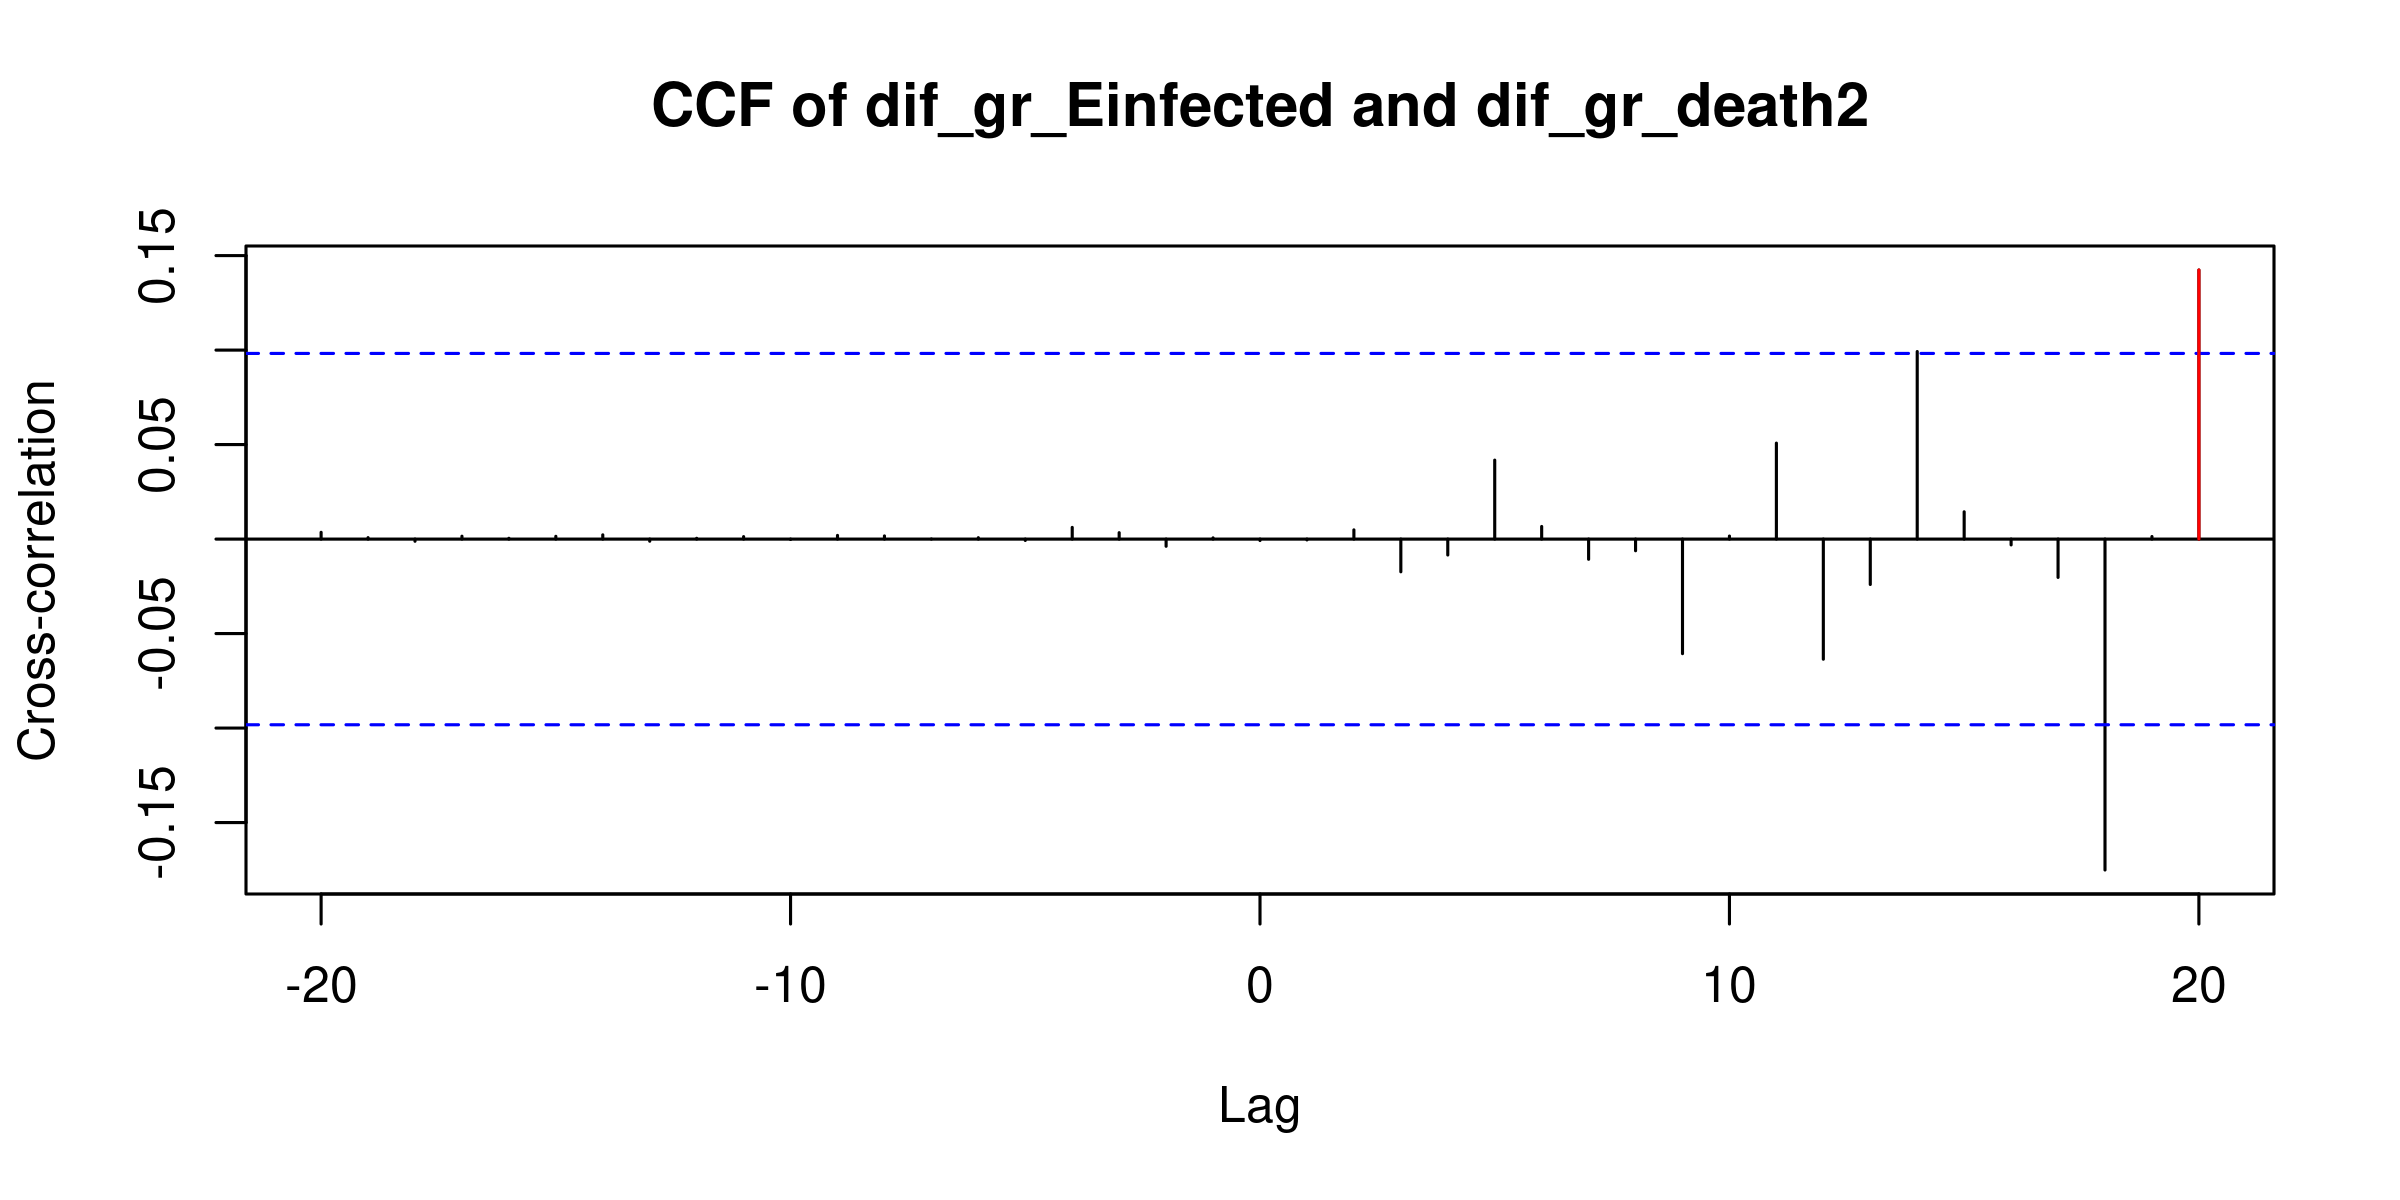 CCF of dif_gr_Einfected and dif_gr_death2
Cross-correlation
0.15
0.05
-0.05
-0.15
-20 -10 0 10 20
Lag